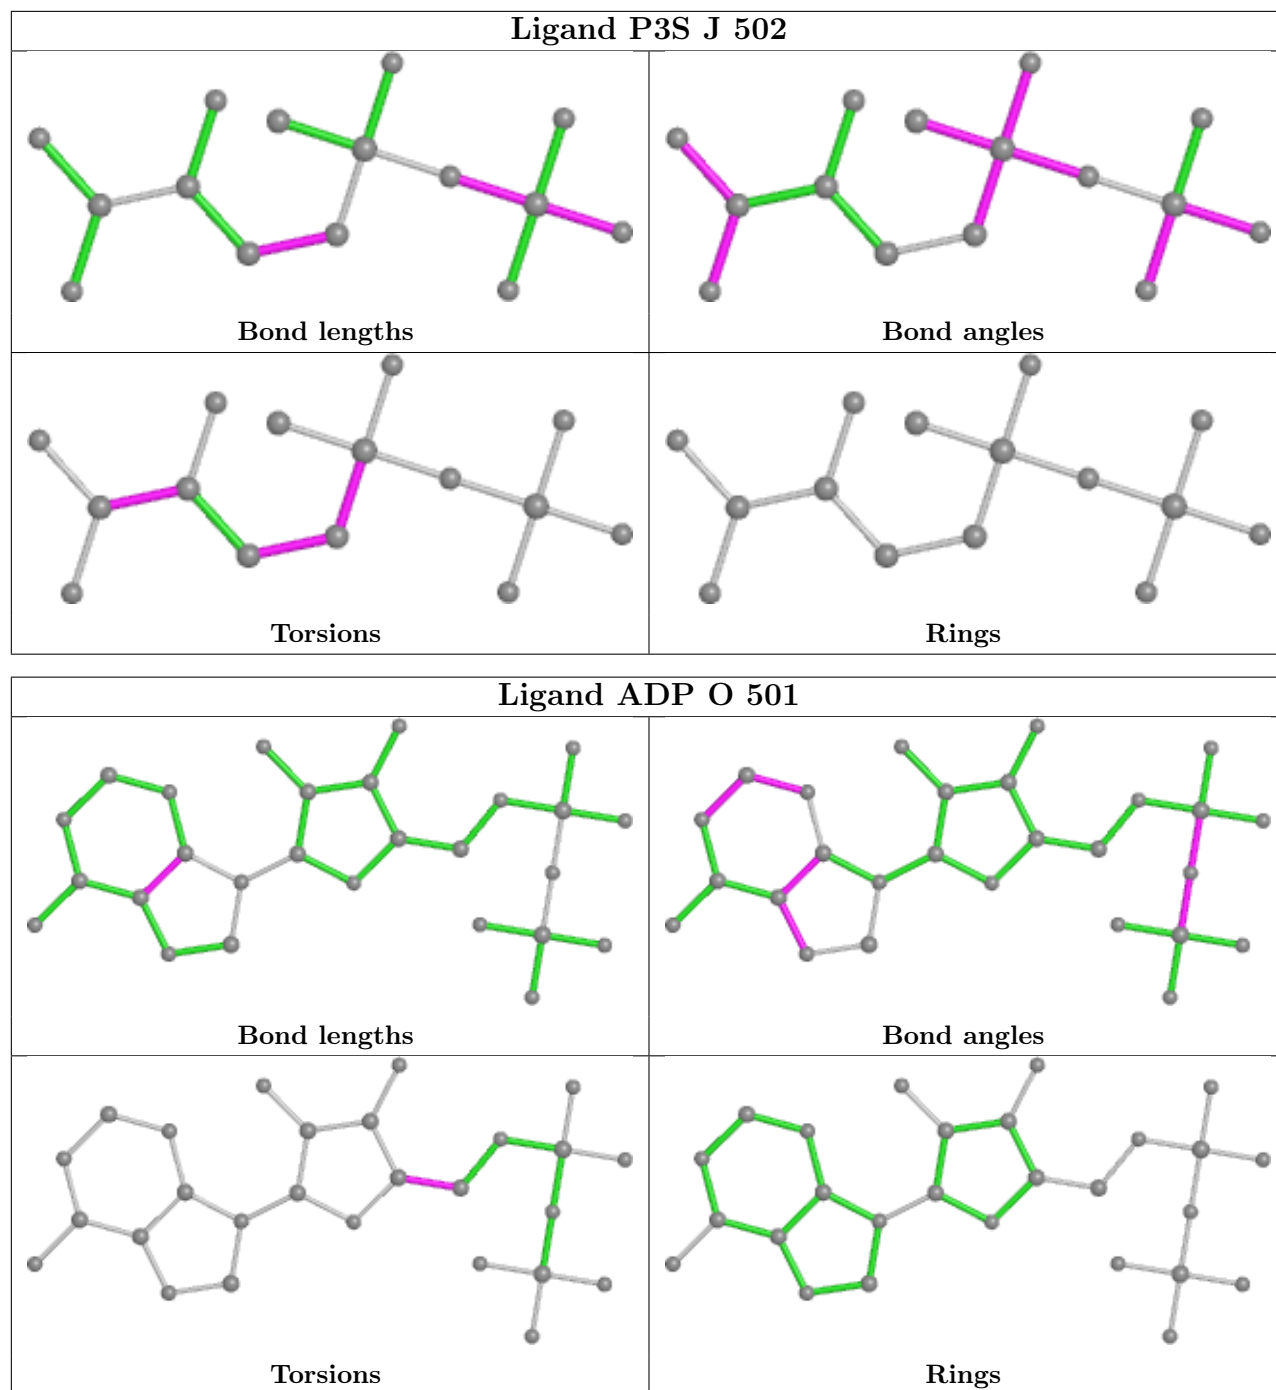 Ligand P3S J 502
Bond lengths
Bond angles
Torsions
Rings
Ligand ADP O 501
Bond lengths
Bond angles
Torsions
Rings